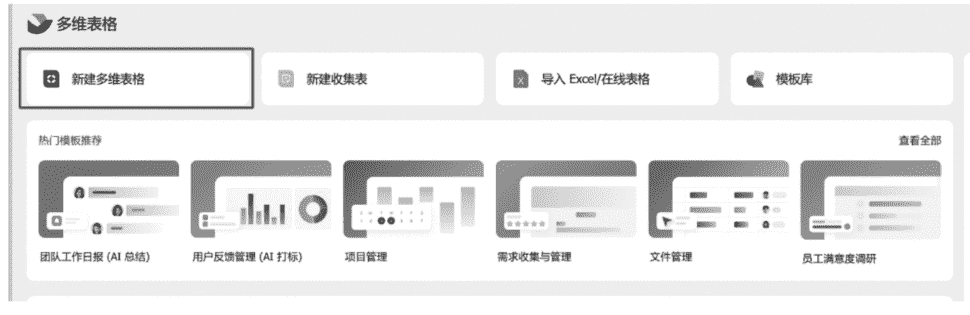 多维表格
新建多维表格
新建收集表
导入 Excel/在线表格
模板库
热门模板推荐
查看全部
团队工作日报 (AI 总结)
用户反馈管理 (AI 打标)
项目管理
需求收集与管理
文件管理
员工满意度调研